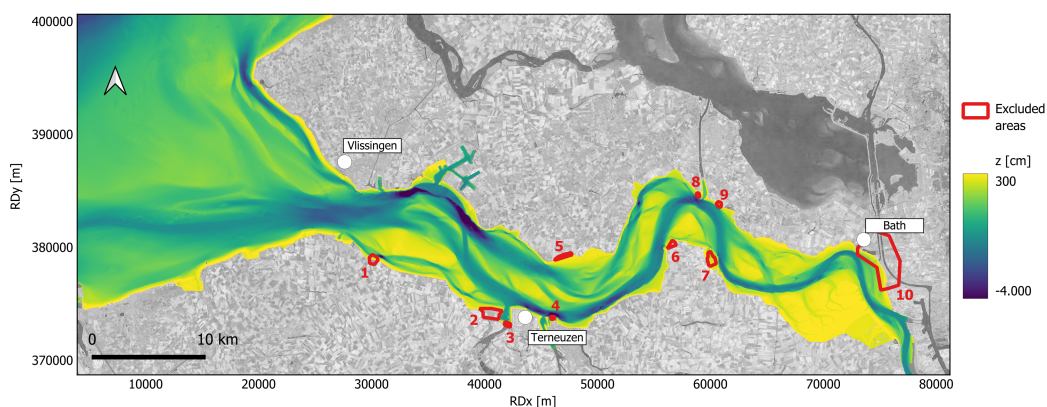 400000
390000
380000
370000
RDy [m]
Vlissingen
Terneuzen
Bath
1
2
3
4
5
6
7
8
9
10
0
10 km
10000
20000
30000
40000
50000
60000
70000
80000
RDx [m]
Excluded
areas
z [cm]
300
-4.000